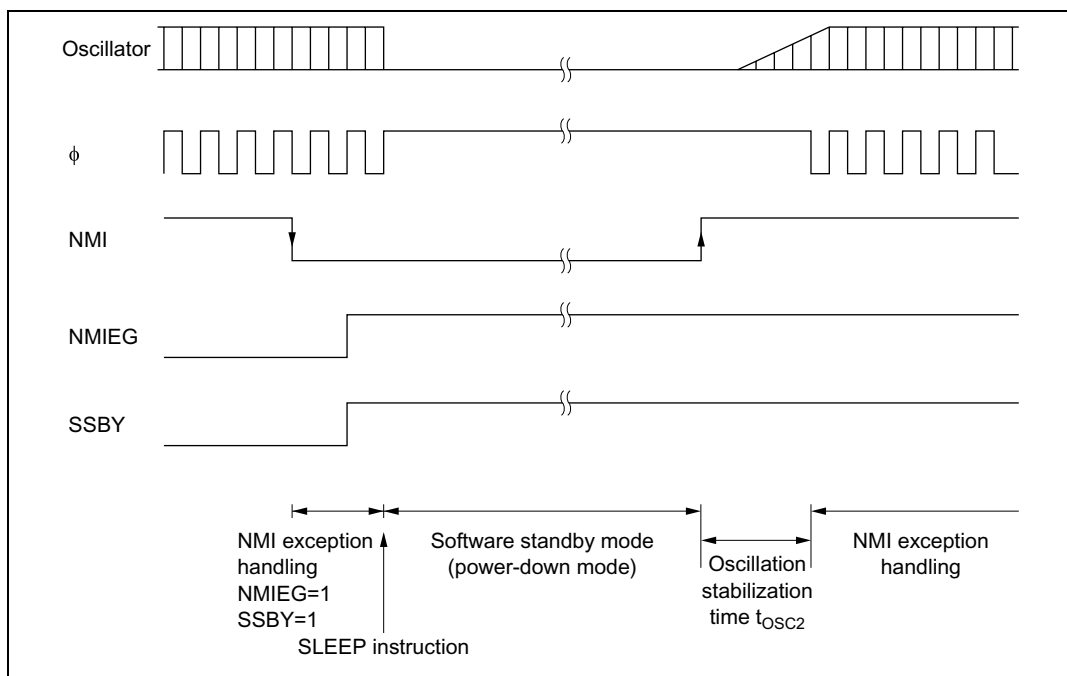 Oscillator
ϕ
NMI
NMIEG
SSBY
NMI exception
handling
NMIEG=1
SSBY=1
SLEEP instruction
Software standby mode
(power-down mode)
Oscillation
stabilization
time tOSC2
NMI exception
handling